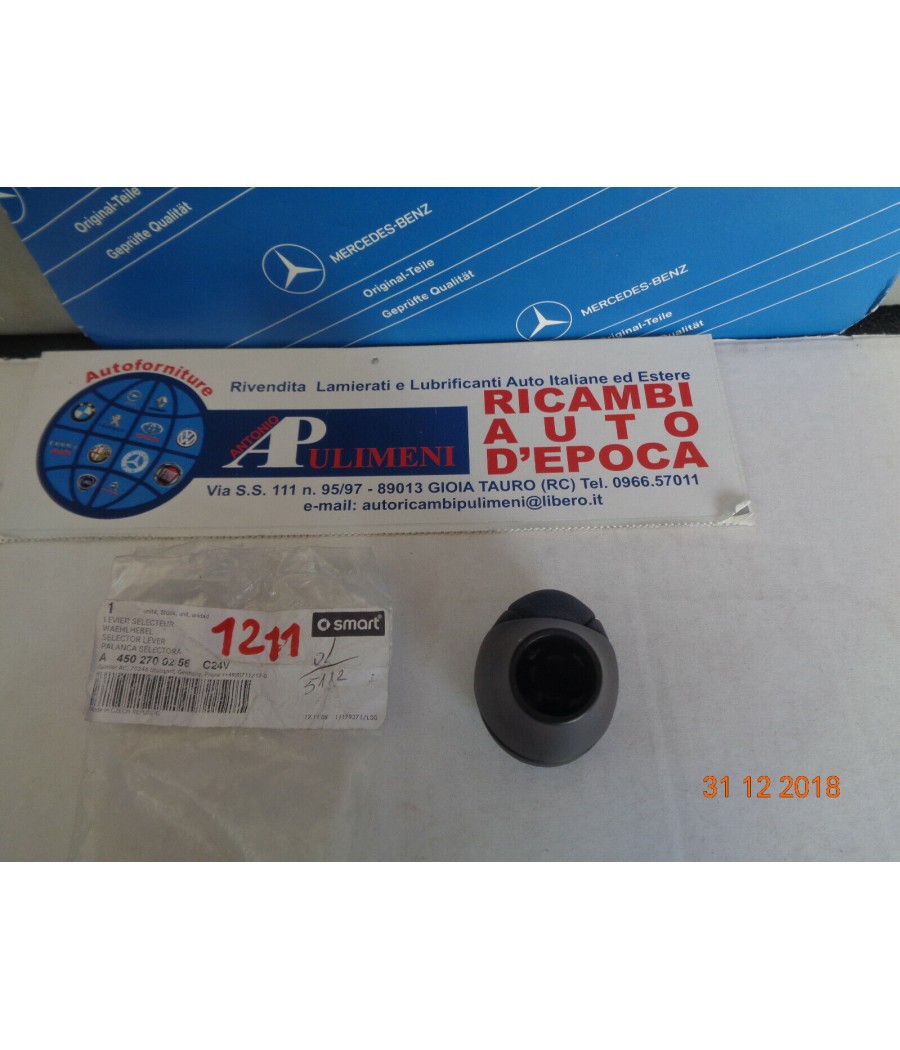 Original-Teile
Geprüfte Qualität
MERCEDES-BENZ
Original-Teile
Geprüfte Qualität
MERCEDES-BENZ
iginal-Teile
ualität
Autoforniture
Rivendita Lamierati e Lubrificanti Auto Italiane ed Estere
ANTONIO
APULIMENI
RICAMBI
AUTO
D'EPOCA
Via S.S. 111 n. 95/97 - 89013 GIOIA TAURO (RC) Tel. 0966.57011
e-mail: autoricambipulimeni@libero.it
1
LEVIER SELECTEUR
WAEHLHEBEL
SELECTOR LEVER
PALANCA SELECTORA
A 450 270 02 56 C24V
1211
smart
01
5112
2
31 12 2018